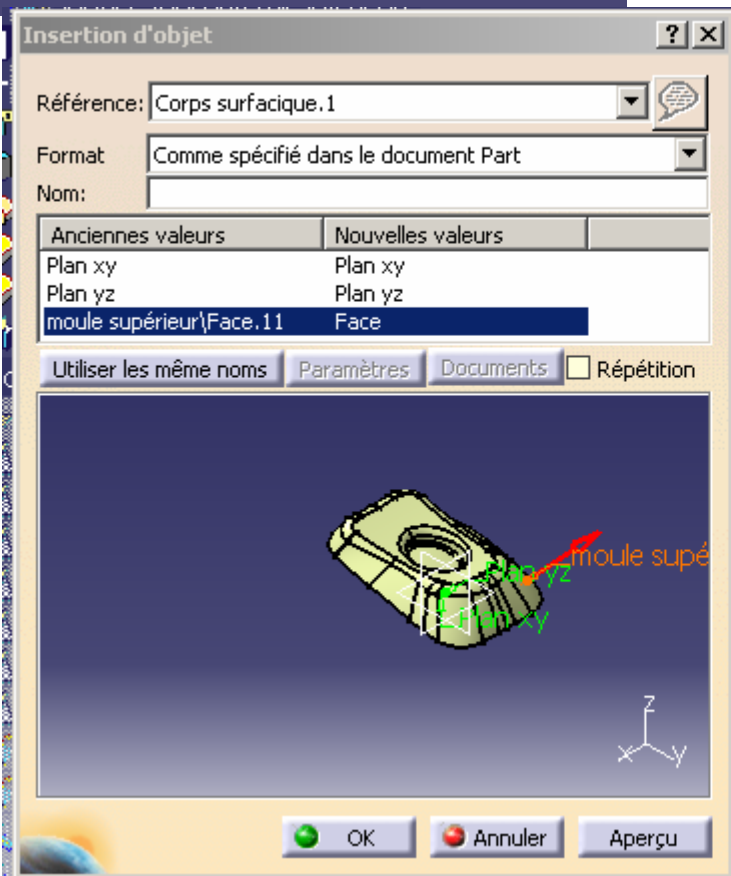 Insertion d'objet
Référence: Corps surfacique.1
Format Comme spécifié dans le document Part
Nom:
Anciennes valeurs Nouvelles valeurs
Plan xy Plan xy
Plan yz Plan yz
moule supérieur\Face.11 Face
Utiliser les même noms Paramètres Documents Répétition
moule supé
Plan yz
Plan xy
z
x y
OK Annuler Aperçu